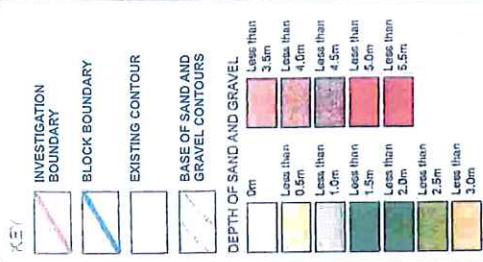 KEY
INVESTIGATION
BOUNDARY
BLOCK BOUNDARY
EXISTING CONTOUR
BASE OF SAND AND
GRAVEL CONTOURS
DEPTH OF SAND AND GRAVEL
0m
Less than
0.5m
Less than
1.0m
Less than
1.5m
Less than
2.0m
Less than
2.5m
Less than
3.0m
Less than
3.5m
Less than
4.0m
Less than
4.5m
Less than
5.0m
Less than
5.5m